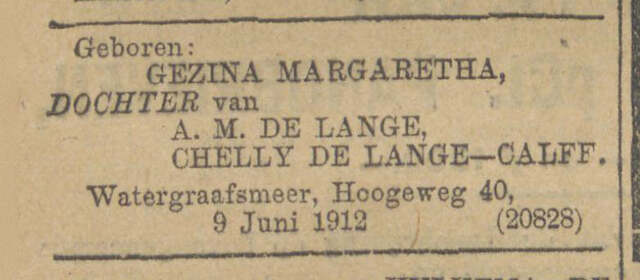 Geboren:
GEZINA MARGARETHA,
DOCHTER van
A. M. DE LANGE,
CHELLY DE LANGE—CALFF.
Watergraafsmeer, Hoogeweg 40,
9 Juni 1912 (20828)